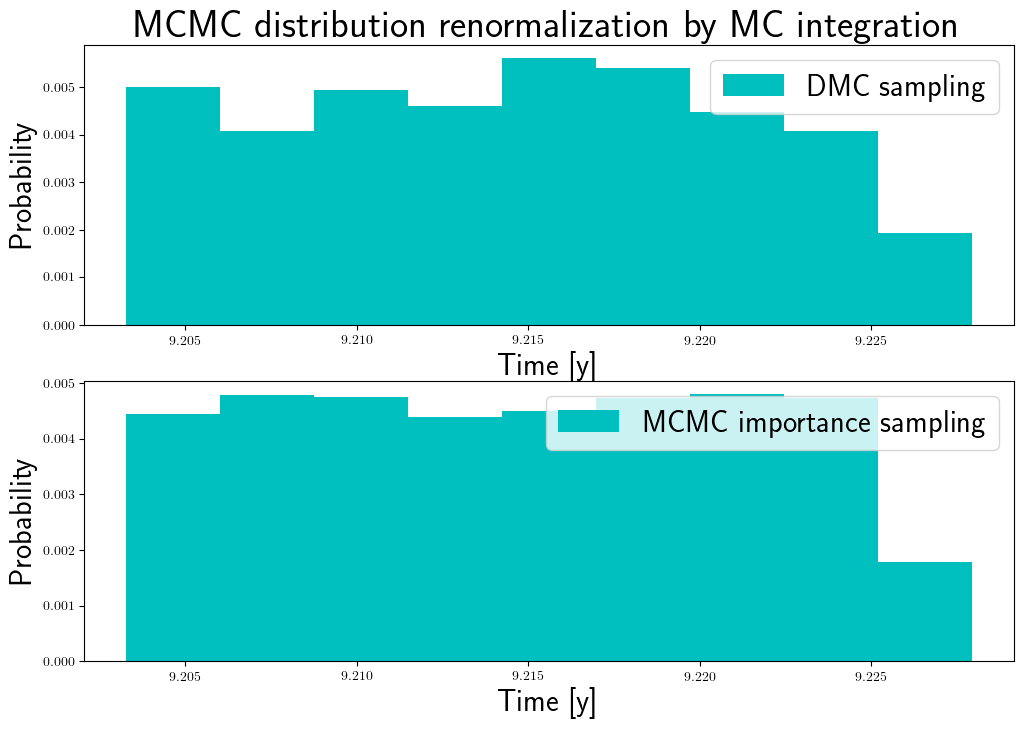 MCMC distribution renormalization by MC integration
Probability
0.005
0.004
0.003
0.002
0.001
0.000
DMC sampling
9.205 9.210 9.215 9.220 9.225
Time [y]
Probability
0.005
0.004
0.003
0.002
0.001
0.000
MCMC importance sampling
9.205 9.210 9.215 9.220 9.225
Time [y]